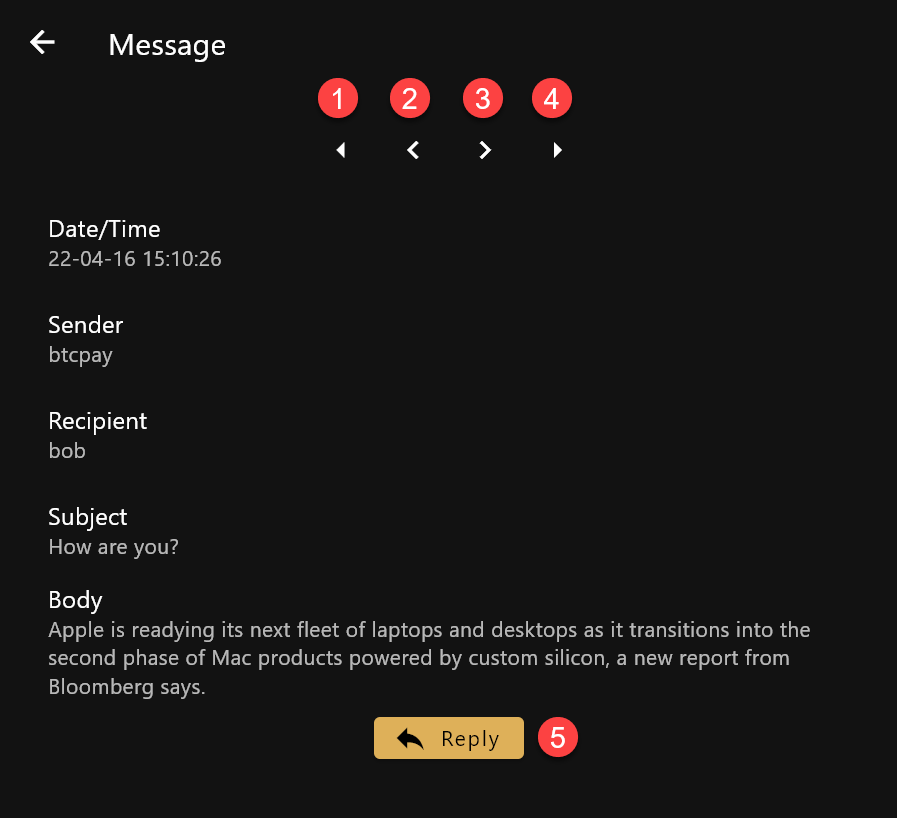 Message
1 2 3 4
Date/Time
22-04-16 15:10:26
Sender
btcpay
Recipient
bob
Subject
How are you?
Body
Apple is readying its next fleet of laptops and desktops as it transitions into the
second phase of Mac products powered by custom silicon, a new report from
Bloomberg says.
Reply 5